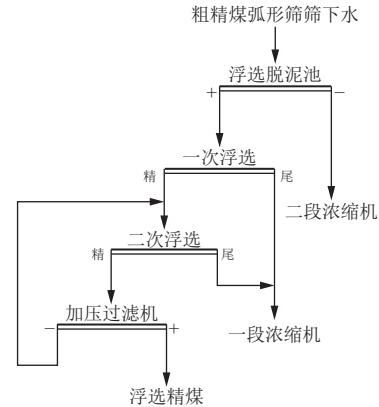 粗精煤弧形筛筛下水
浮选脱泥池
+ −
一次浮选
精 尾
二段浓缩机
二次浮选
精 尾
加压过滤机
− +
一段浓缩机
浮选精煤